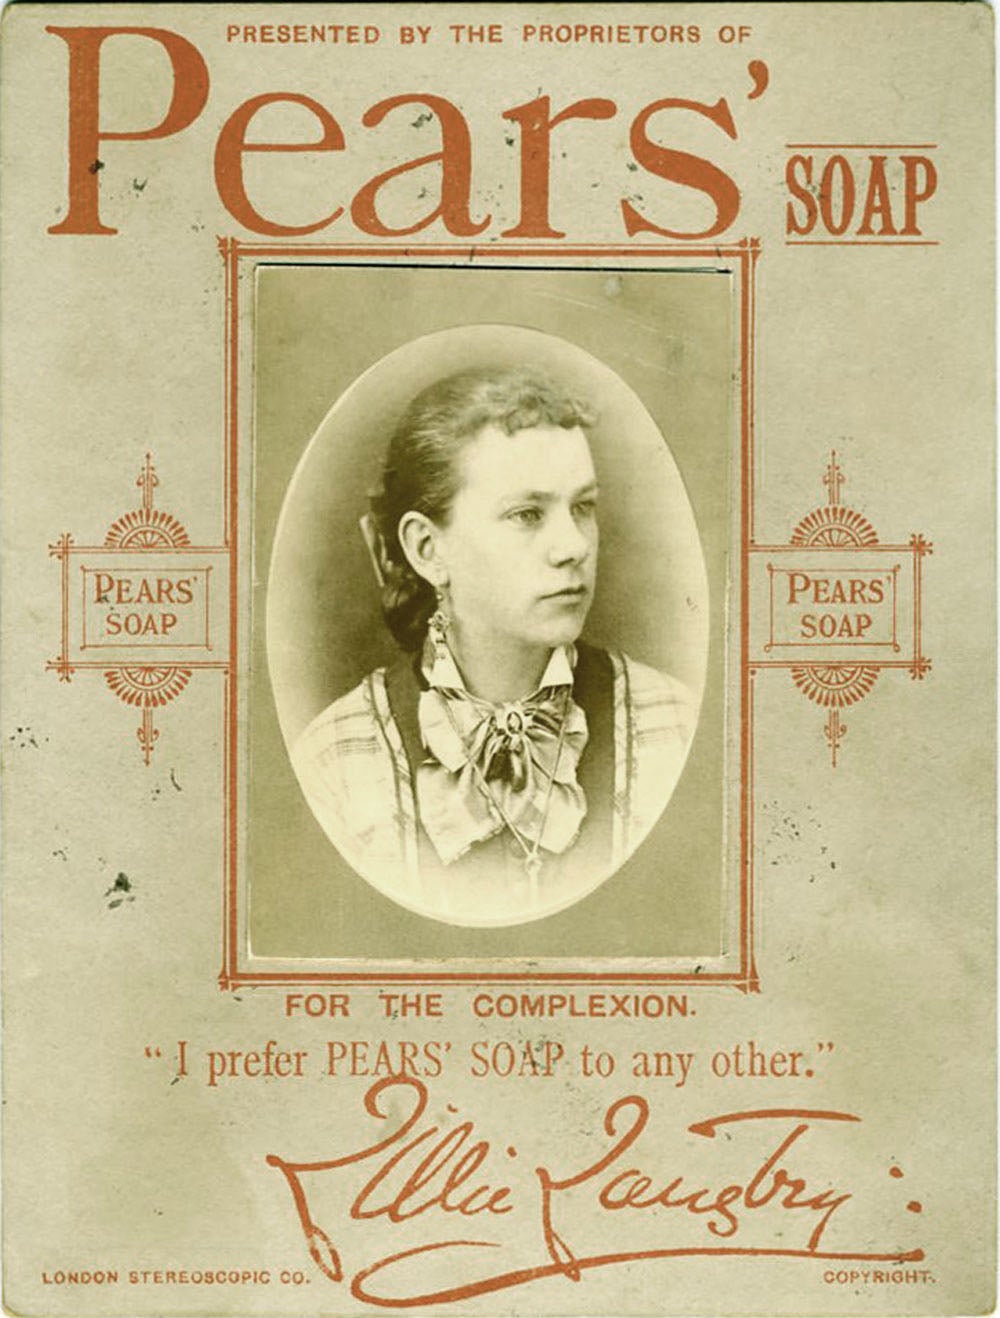 PRESENTED BY THE PROPRIETORS OF
Pears'
SOAP
PEARS'
SOAP
PEARS'
SOAP
FOR THE COMPLEXION.
"I prefer PEARS' SOAP to any other."
Lillie Langtry:
LONDON STEREOSCOPIC CO.
COPYRIGHT.